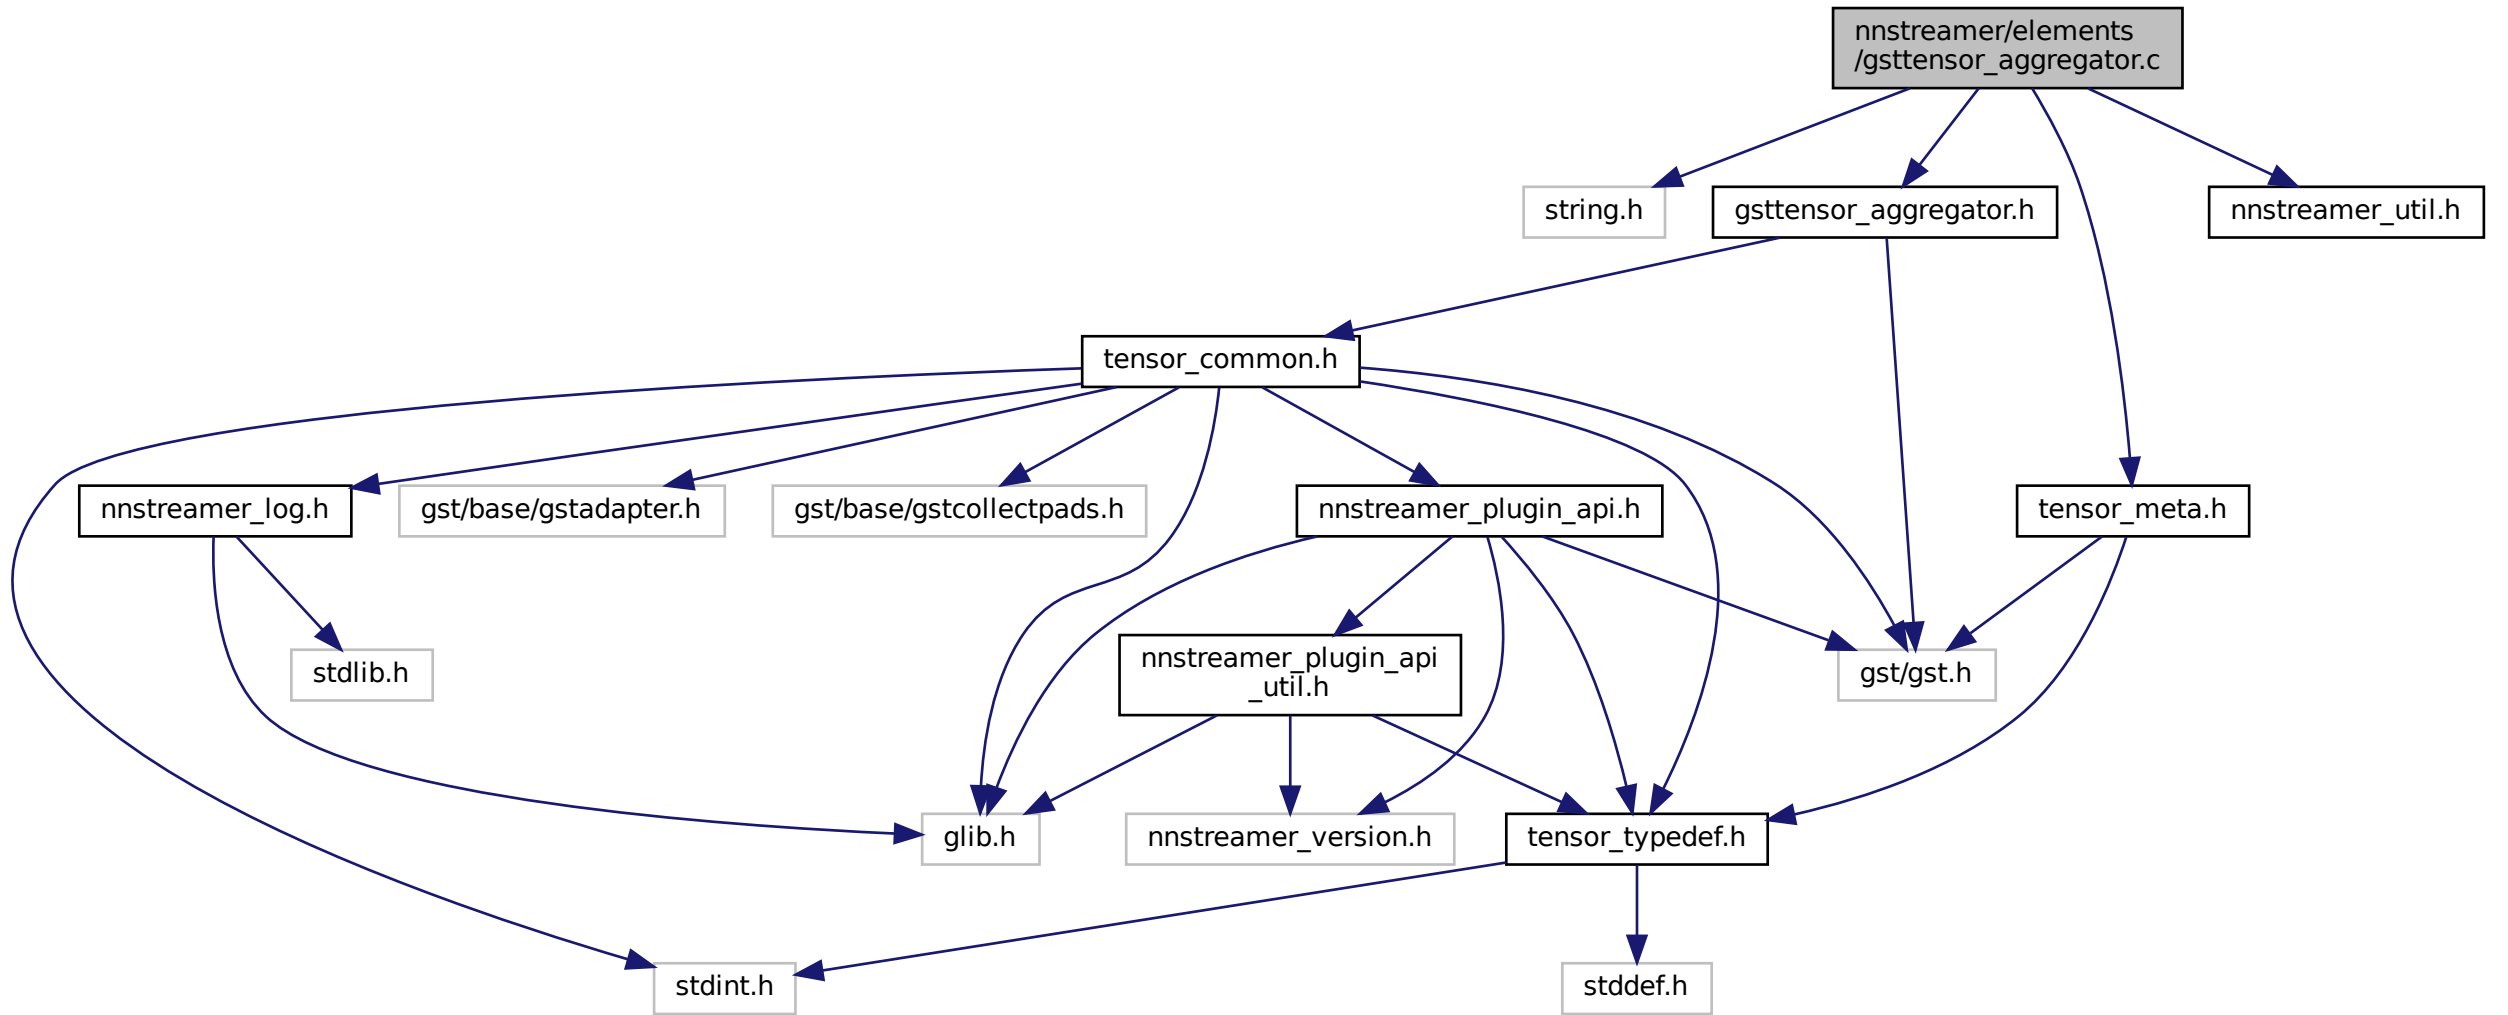 nnstreamer/elements
/gsttensor_aggregator.c
string.h
gsttensor_aggregator.h
nnstreamer_util.h
tensor_common.h
nnstreamer_log.h
gst/base/gstadapter.h
gst/base/gstcollectpads.h
nnstreamer_plugin_api.h
tensor_meta.h
stdlib.h
nnstreamer_plugin_api
_util.h
gst/gst.h
glib.h
nnstreamer_version.h
tensor_typedef.h
stdint.h
stddef.h